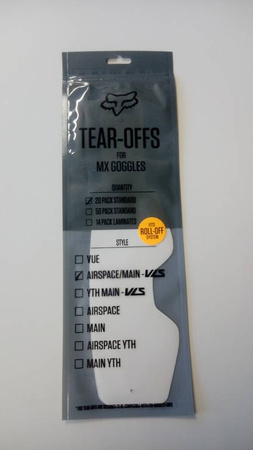 TEAR-OFFS
FOR
MX GOGGLES
QUANTITY
20 PACK STANDARD
50 PACK STANDARD
14 PACK LAMINATED
FITS
ROLL-OFF
SYSTEM
STYLE
VUE
AIRSPACE/MAIN - VLS
YTH MAIN - VLS
AIRSPACE
MAIN
AIRSPACE YTH
MAIN YTH